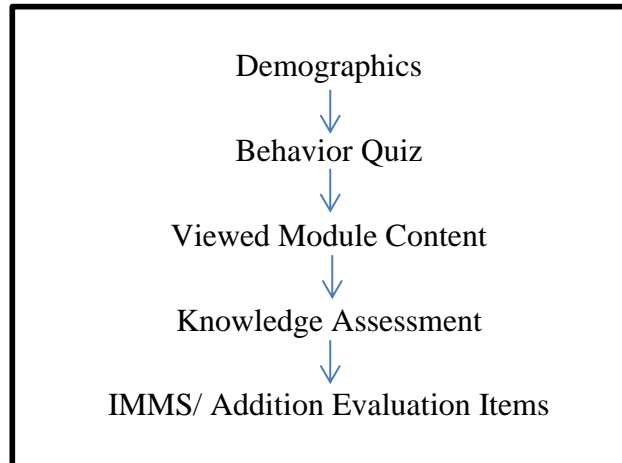 Demographics
Behavior Quiz
Viewed Module Content
Knowledge Assessment
IMMS/ Addition Evaluation Items